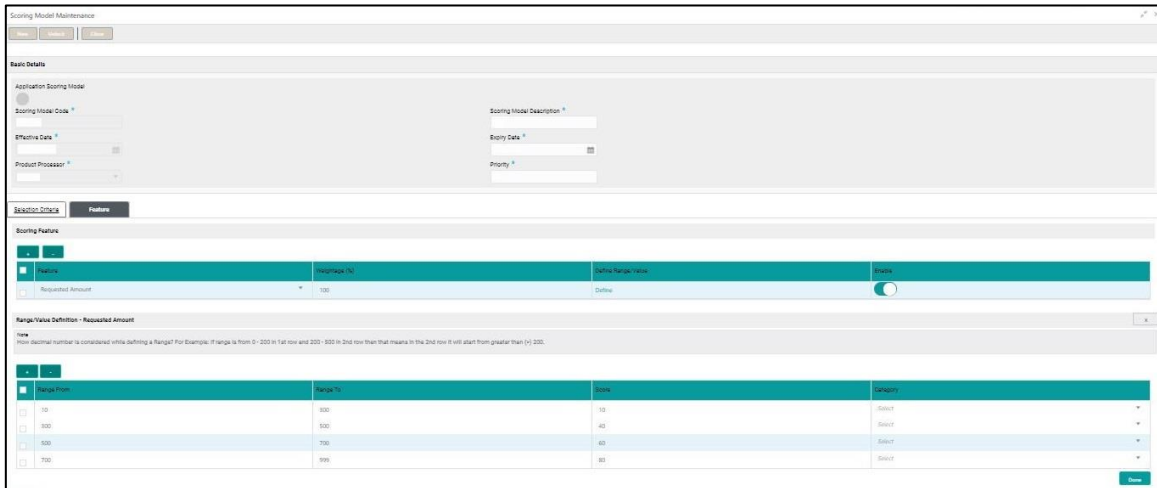 Scoring Model Maintenance
New Unlock Close
Basic Details
Application Scoring Model
Scoring Model Code * Scoring Model Description *
Effective Date * Expiry Date *
Product Processor * Priority *
Selection Criteria Feature
Scoring Feature
+ -
Feature Weightage (%) Define Range/Value Enable
Requested Amount 100 Define
Range/Value Definition - Requested Amount x
Note
How decimal number is considered while defining a Range? For Example: If range is from 0 - 200 in 1st row and 200 - 500 in 2nd row than that means in the 2nd row it will start from greater than (>) 200.
+ -
Range From Range To Score Category
10 300 10 Select
300 500 40 Select
500 700 60 Select
700 999 80 Select
Done